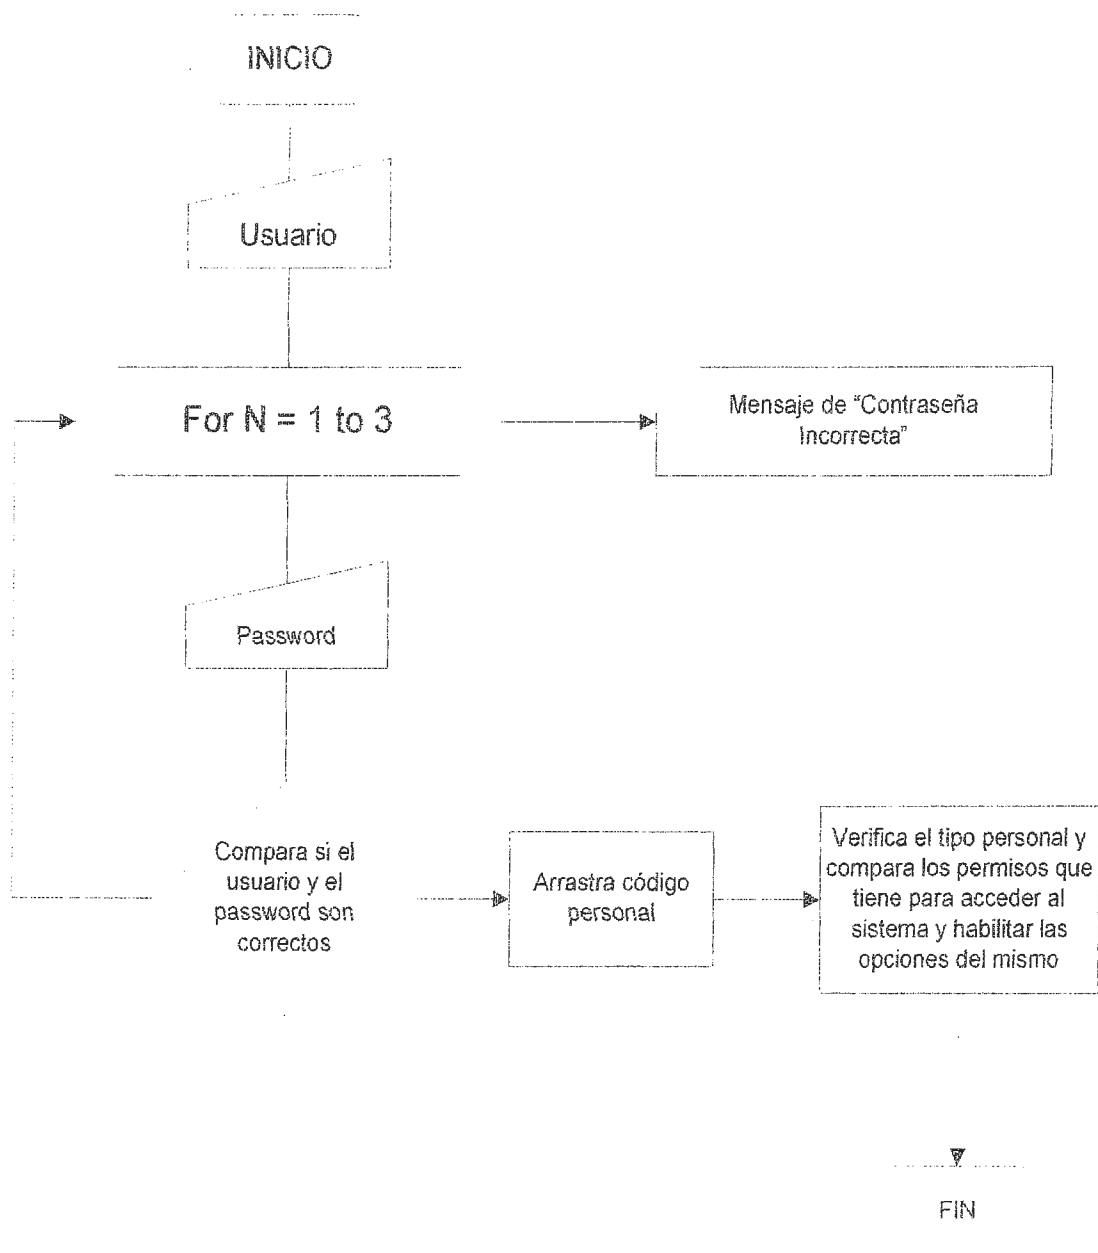 INICIO
Usuario
For N = 1 to 3
Mensaje de “Contraseña
Incorrecta”
Password
Compara si el
usuario y el
password son
correctos
Arrastra código
personal
Verifica el tipo personal y
compara los permisos que
tiene para acceder al
sistema y habilitar las
opciones del mismo
FIN